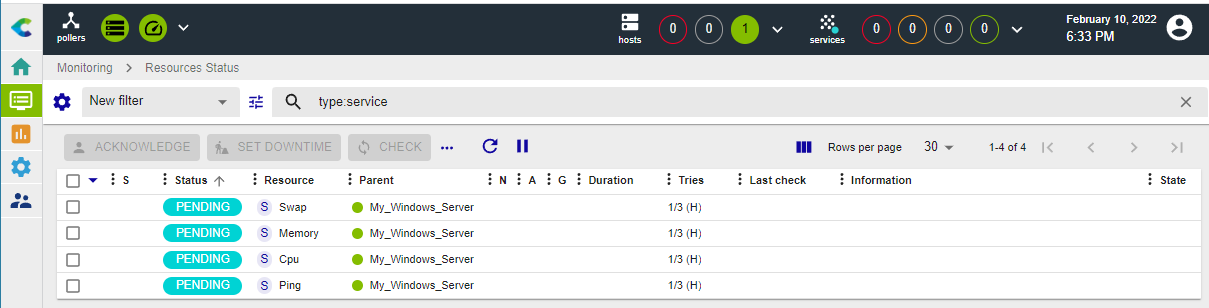 pollers
hosts
0 0 1
services
0 0 0 0
February 10, 2022
6:33 PM
Monitoring > Resources Status
New filter
type:service
ACKNOWLEDGE SET DOWNTIME CHECK ...
Rows per page 30 1-4 of 4
S Status Resource Parent N A G Duration Tries Last check Information State
PENDING S Swap My_Windows_Server 1/3 (H)
PENDING S Memory My_Windows_Server 1/3 (H)
PENDING S Cpu My_Windows_Server 1/3 (H)
PENDING S Ping My_Windows_Server 1/3 (H)